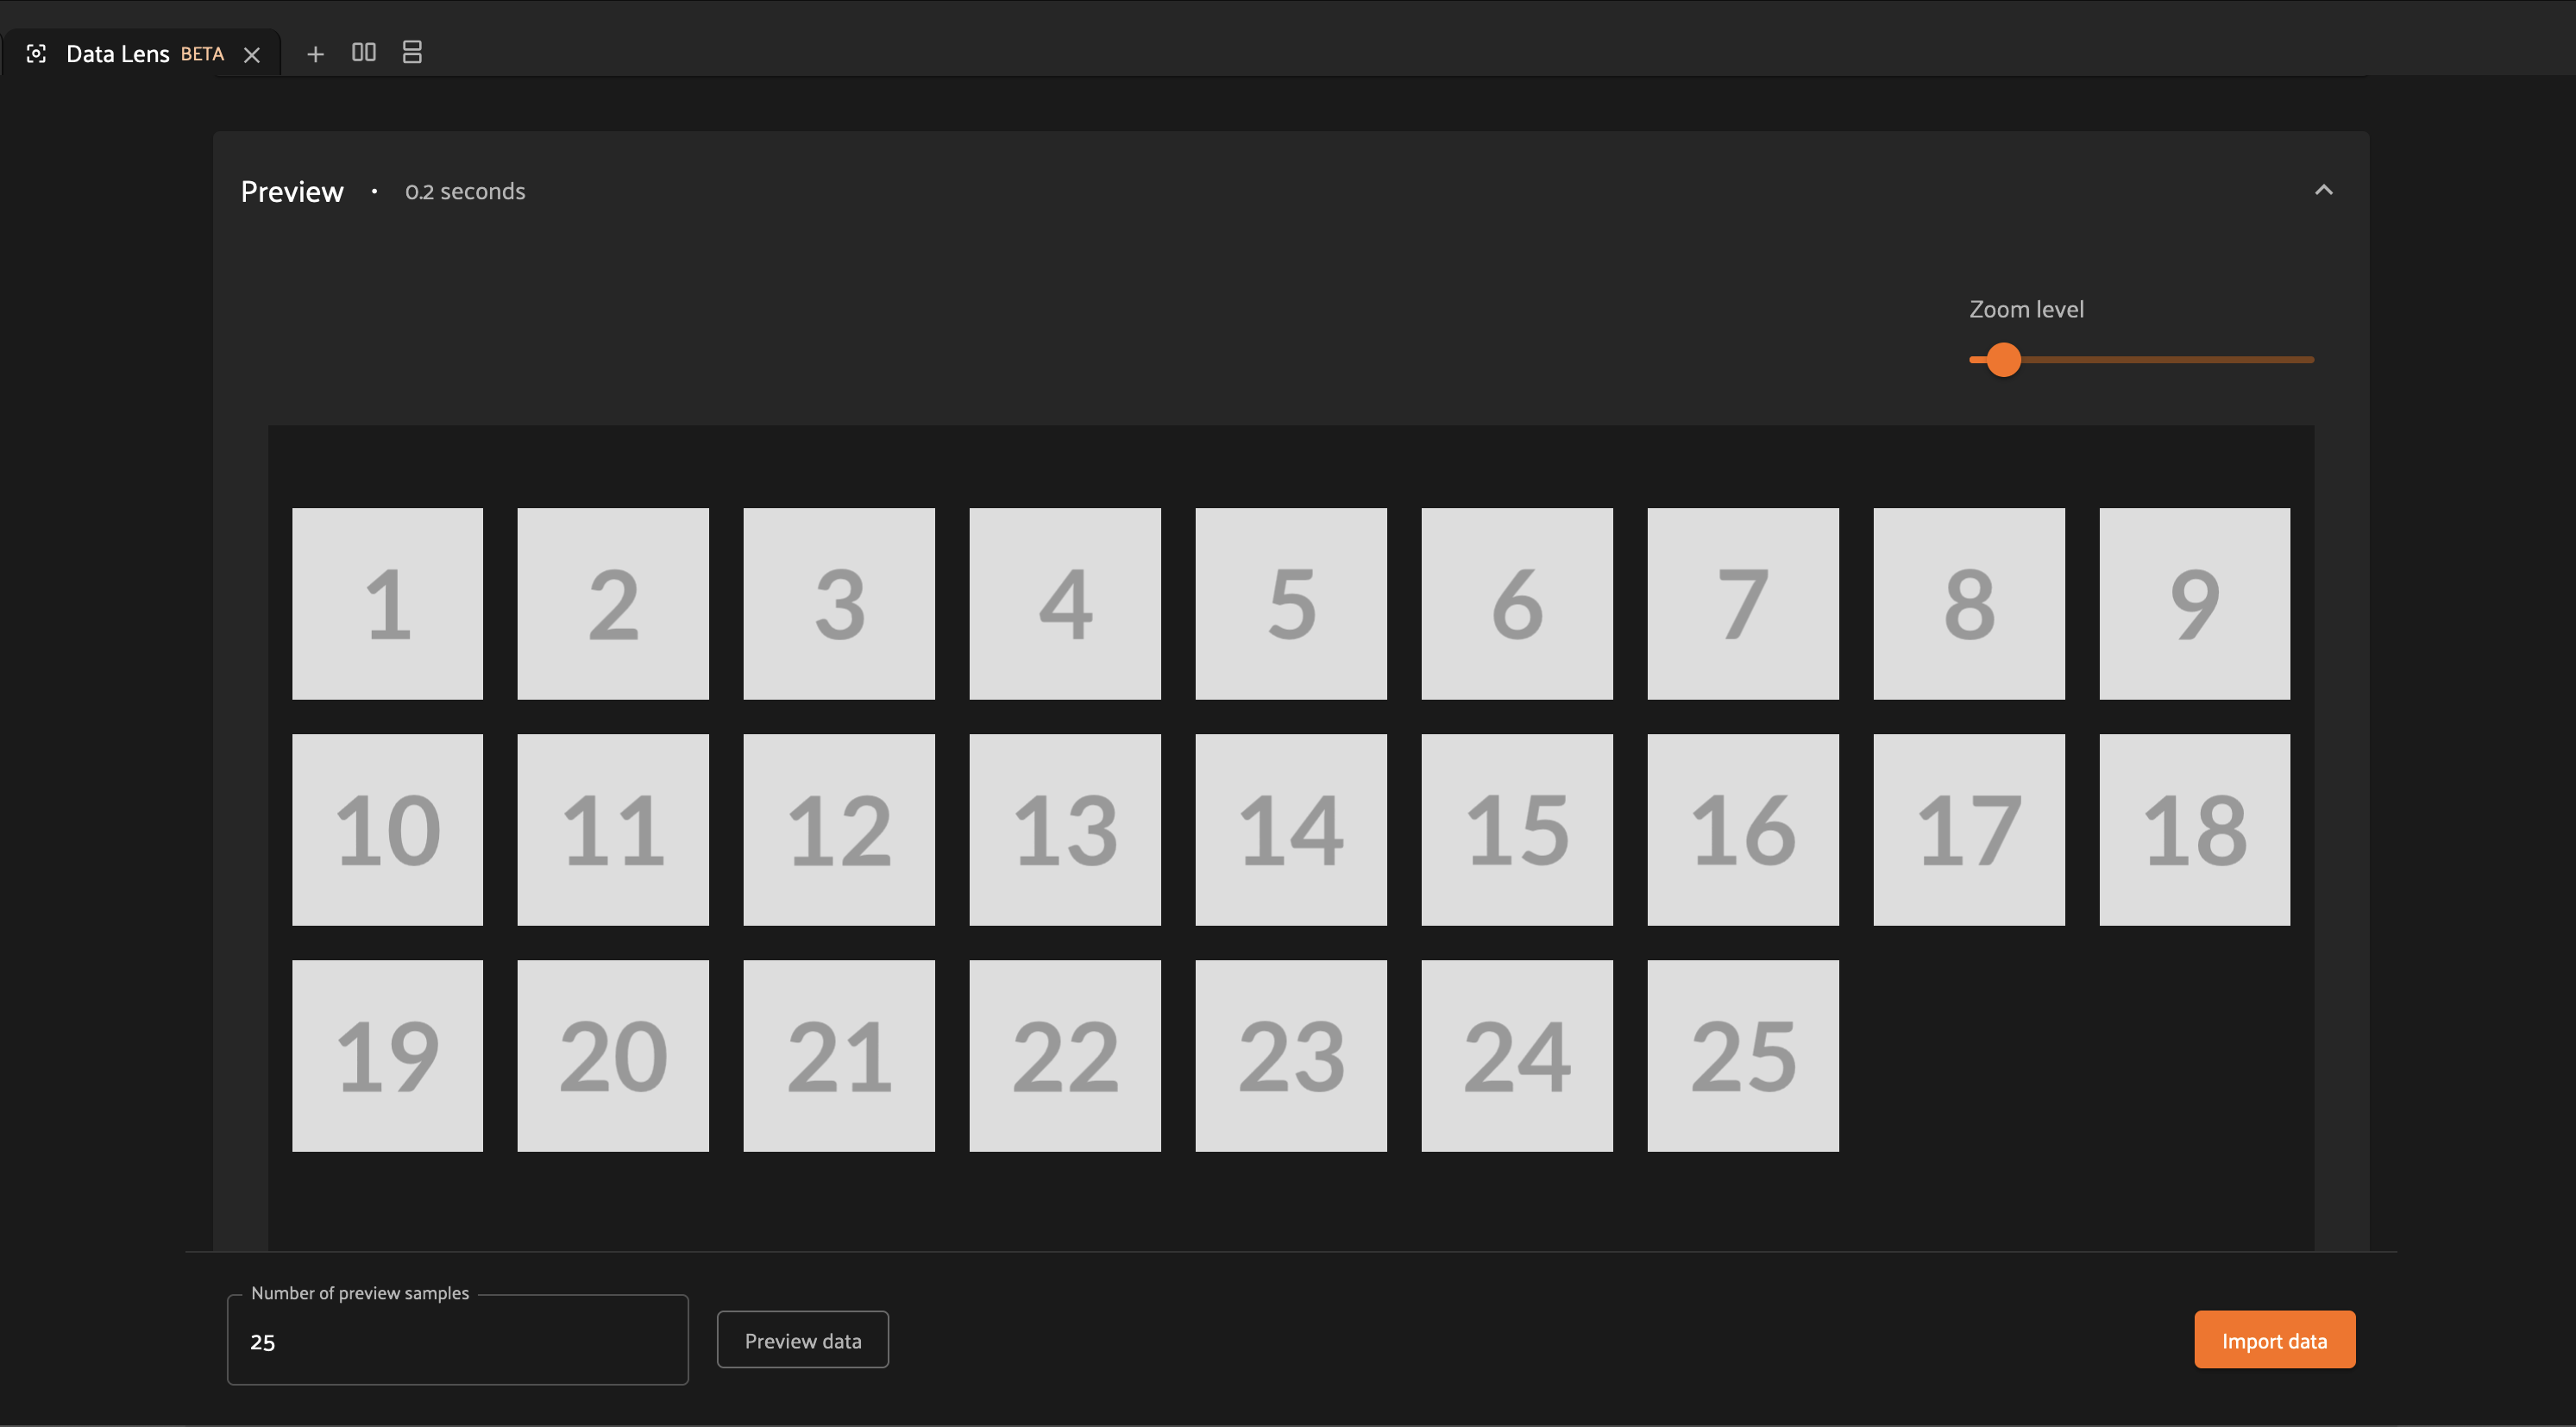 Data Lens BETA
Preview • 0.2 seconds
Zoom level
1 2 3 4 5 6 7 8 9
10 11 12 13 14 15 16 17 18
19 20 21 22 23 24 25
Number of preview samples
25
Preview data
Import data